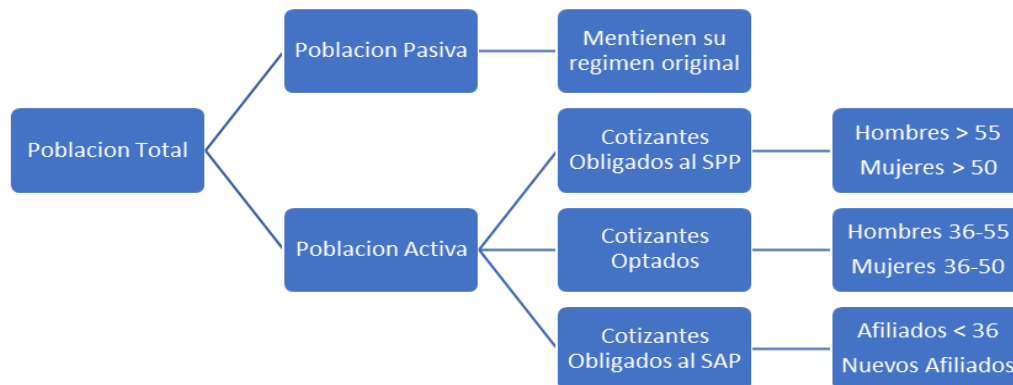 Poblacion Total
Poblacion Pasiva
Mentienen su
regimen original
Poblacion Activa
Cotizantes
Obligados al SPP
Hombres > 55
Mujeres > 50
Cotizantes
Optados
Hombres 36-55
Mujeres 36-50
Cotizantes
Obligados al SAP
Afiliados < 36
Nuevos Afiliados